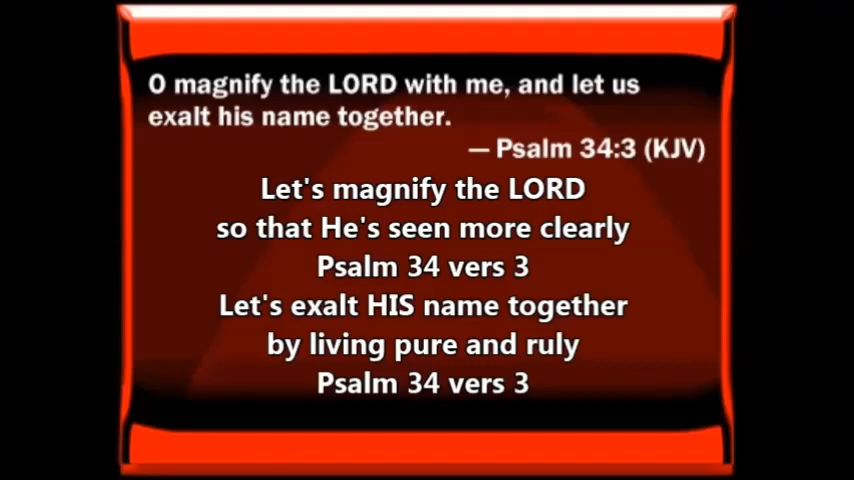 O magnify the LORD with me, and let us
exalt his name together.
— Psalm 34:3 (KJV)
Let's magnify the LORD
so that He's seen more clearly
Psalm 34 vers 3
Let's exalt HIS name together
by living pure and ruly
Psalm 34 vers 3